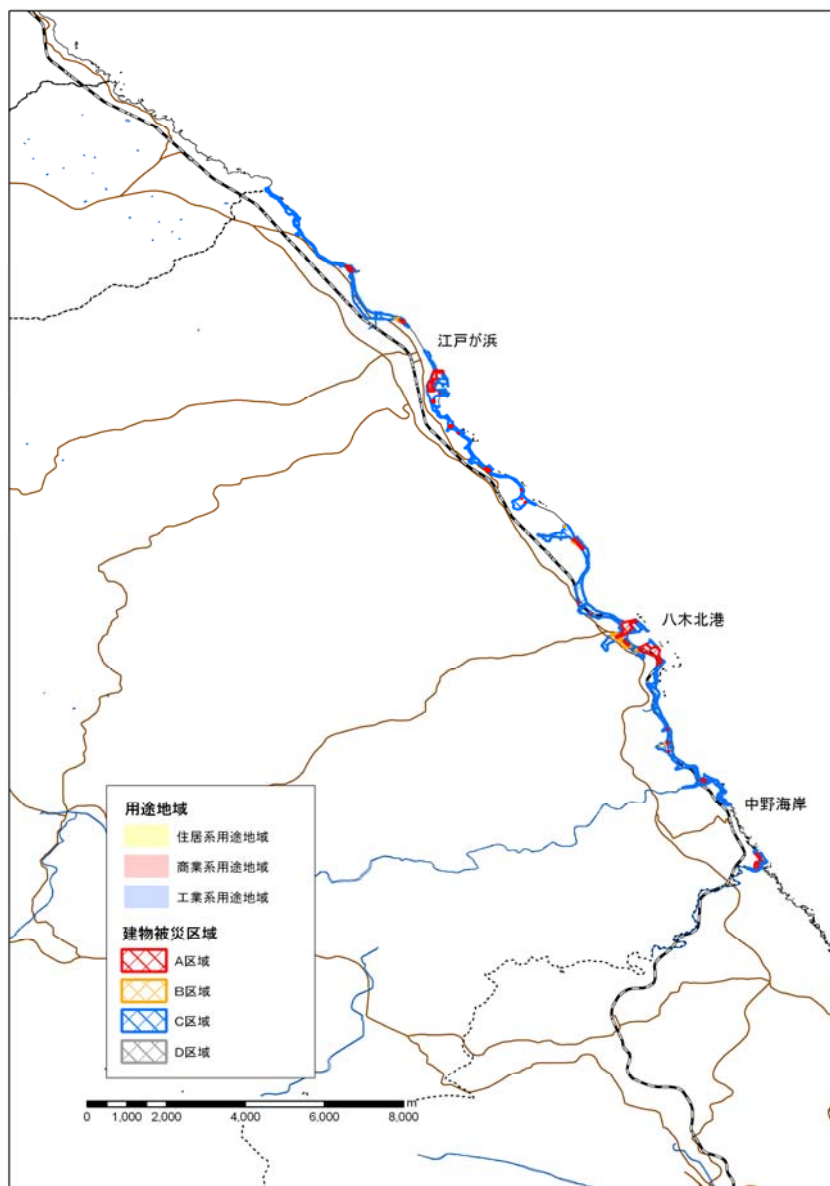 江戸が浜
八木北港
中野海岸
用途地域
住居系用途地域
商業系用途地域
工業系用途地域
建物被災区域
A区域
B区域
C区域
D区域
m
0 1,000 2,000 4,000 6,000 8,000